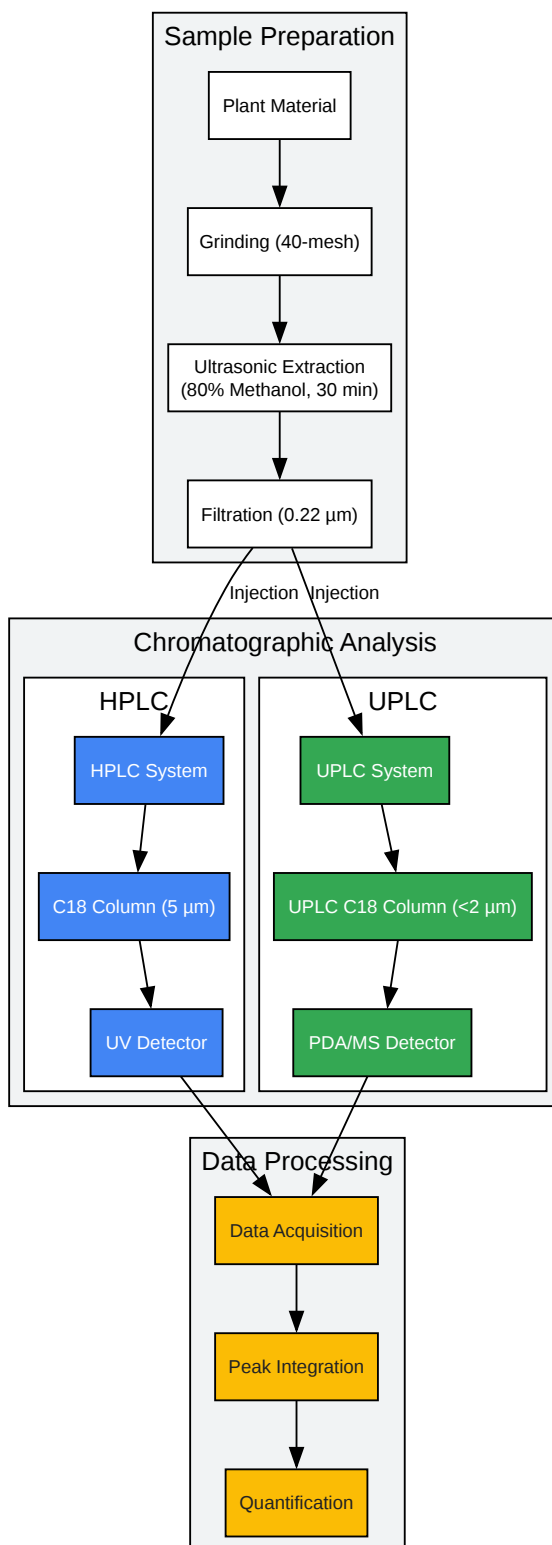 Sample Preparation
Plant Material
Grinding (40-mesh)
Ultrasonic Extraction
(80% Methanol, 30 min)
Filtration (0.22 µm)
Injection
Injection
Chromatographic Analysis
HPLC
UPLC
HPLC System
UPLC System
C18 Column (5 µm)
UPLC C18 Column (<2 µm)
UV Detector
PDA/MS Detector
Data Processing
Data Acquisition
Peak Integration
Quantification